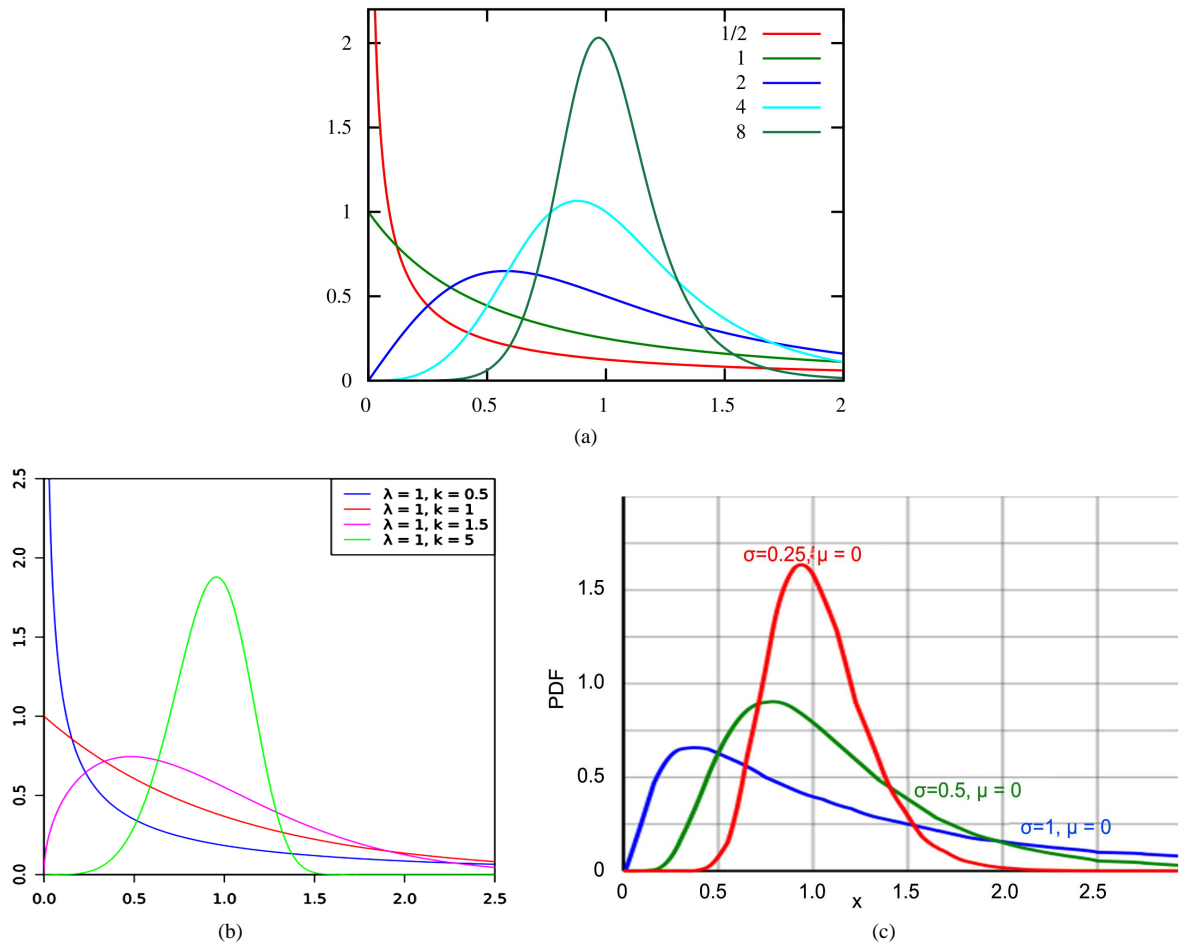 2
1.5
1
0.5
0
1/2
1
2
4
8
0 0.5 1 1.5 2
(a)
2.5
2.0
1.5
1.0
0.5
0.0
λ = 1, k = 0.5
λ = 1, k = 1
λ = 1, k = 1.5
λ = 1, k = 5
0.0 0.5 1.0 1.5 2.0 2.5
(b)
PDF
1.5
1.0
0.5
0
σ=0.25, μ = 0
σ=0.5, μ = 0
σ=1, μ = 0
0 0.5 1.0 1.5 2.0 2.5
x
(c)